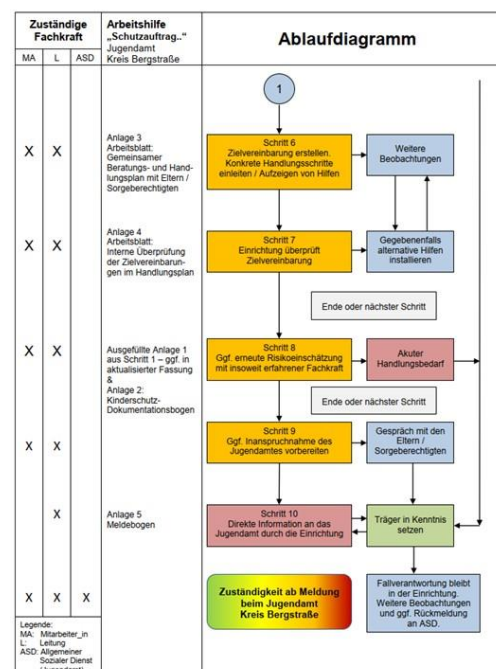 Zuständige
Fachkraft
MA
L
ASD
Arbeitshilfe
„Schutzauftrag.."
Jugendamt
Kreis Bergstraße
Ablaufdiagramm
1
X
X
Anlage 3
Arbeitsblatt:
Gemeinsamer
Beratungs- und Hand-
lungsplan mit Eltern /
Sorgeberechtigten
Schritt 6
Zielvereinbarung erstellen.
Konkrete Handlungsschritte
einleiten / Aufzeigen von Hilfen
Weitere
Beobachtungen
X
X
Anlage 4
Arbeitsblatt:
Interne Überprüfung
der Zielvereinbarun-
gen im Handlungsplan
Schritt 7
Einrichtung überprüft
Zielvereinbarung
Gegebenenfalls
alternative Hilfen
installieren
Ende oder nächster Schritt
X
X
Ausgefüllte Anlage 1
aus Schritt 1 – ggf. in
aktualisierter Fassung
&
Anlage 2:
Kinderschutz-
Dokumentationsbogen
Schritt 8
Ggf. erneute Risikoeinschätzung
mit insoweit erfahrener Fachkraft
Akuter
Handlungsbedarf
Ende oder nächster Schritt
X
X
Schritt 9
Ggf. Inanspruchnahme des
Jugendamtes vorbereiten
Gespräch mit den
Eltern /
Sorgeberechtigten
X
Anlage 5
Meldebogen
Schritt 10
Direkte Information an das
Jugendamt durch die Einrichtung
Träger in Kenntnis
setzen
X
X
X
Zuständigkeit ab Meldung
beim Jugendamt
Kreis Bergstraße
Fallverantwortung bleibt
in der Einrichtung.
Weitere Beobachtungen
und ggf. Rückmeldung
an ASD.
Legende:
MA: Mitarbeiter_in
L: Leitung
ASD: Allgemeiner
Sozialer Dienst